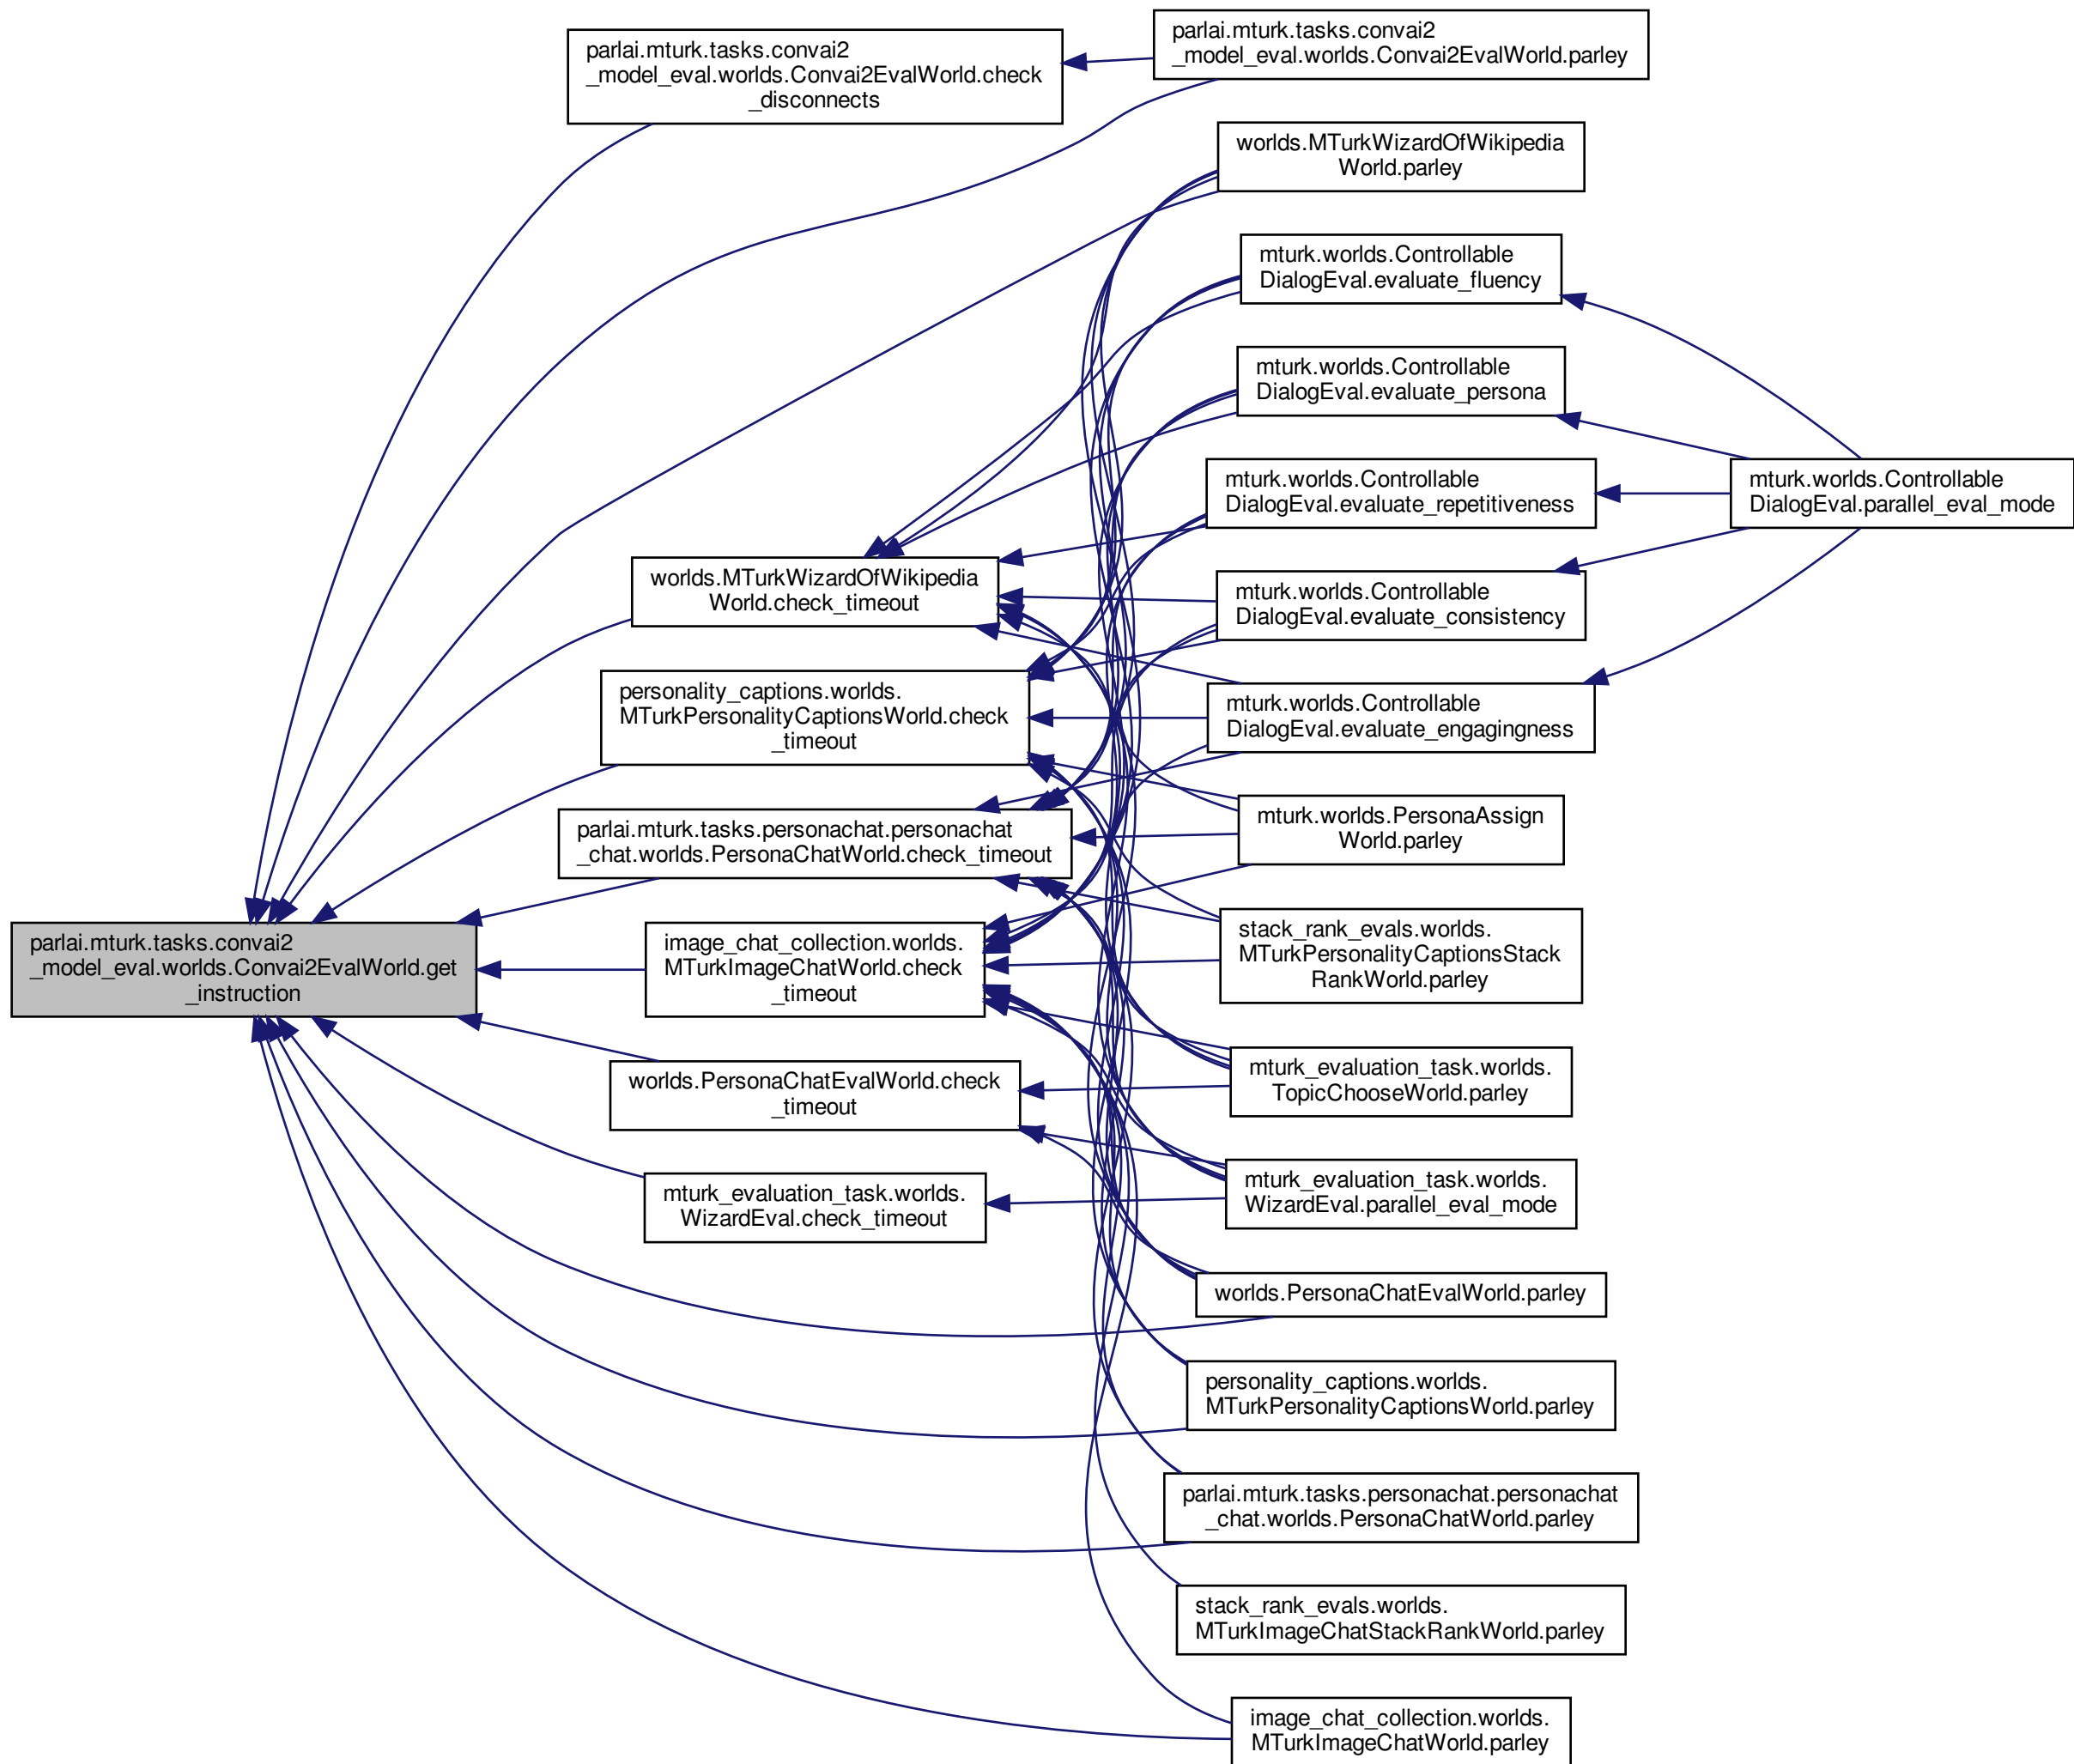 parlai.mturk.tasks.convai2
_model_eval.worlds.Convai2EvalWorld.get
_instruction
parlai.mturk.tasks.convai2
_model_eval.worlds.Convai2EvalWorld.check
_disconnects
worlds.MTurkWizardOfWikipedia
World.check_timeout
personality_captions.worlds.
MTurkPersonalityCaptionsWorld.check
_timeout
parlai.mturk.tasks.personachat.personachat
_chat.worlds.PersonaChatWorld.check_timeout
image_chat_collection.worlds.
MTurkImageChatWorld.check
_timeout
worlds.PersonaChatEvalWorld.check
_timeout
mturk_evaluation_task.worlds.
WizardEval.check_timeout
parlai.mturk.tasks.convai2
_model_eval.worlds.Convai2EvalWorld.parley
worlds.MTurkWizardOfWikipedia
World.parley
mturk.worlds.Controllable
DialogEval.evaluate_fluency
mturk.worlds.Controllable
DialogEval.evaluate_persona
mturk.worlds.Controllable
DialogEval.evaluate_repetitiveness
mturk.worlds.Controllable
DialogEval.evaluate_consistency
mturk.worlds.Controllable
DialogEval.evaluate_engagingness
mturk.worlds.PersonaAssign
World.parley
stack_rank_evals.worlds.
MTurkPersonalityCaptionsStack
RankWorld.parley
mturk_evaluation_task.worlds.
TopicChooseWorld.parley
mturk_evaluation_task.worlds.
WizardEval.parallel_eval_mode
worlds.PersonaChatEvalWorld.parley
personality_captions.worlds.
MTurkPersonalityCaptionsWorld.parley
parlai.mturk.tasks.personachat.personachat
_chat.worlds.PersonaChatWorld.parley
stack_rank_evals.worlds.
MTurkImageChatStackRankWorld.parley
image_chat_collection.worlds.
MTurkImageChatWorld.parley
mturk.worlds.Controllable
DialogEval.parallel_eval_mode